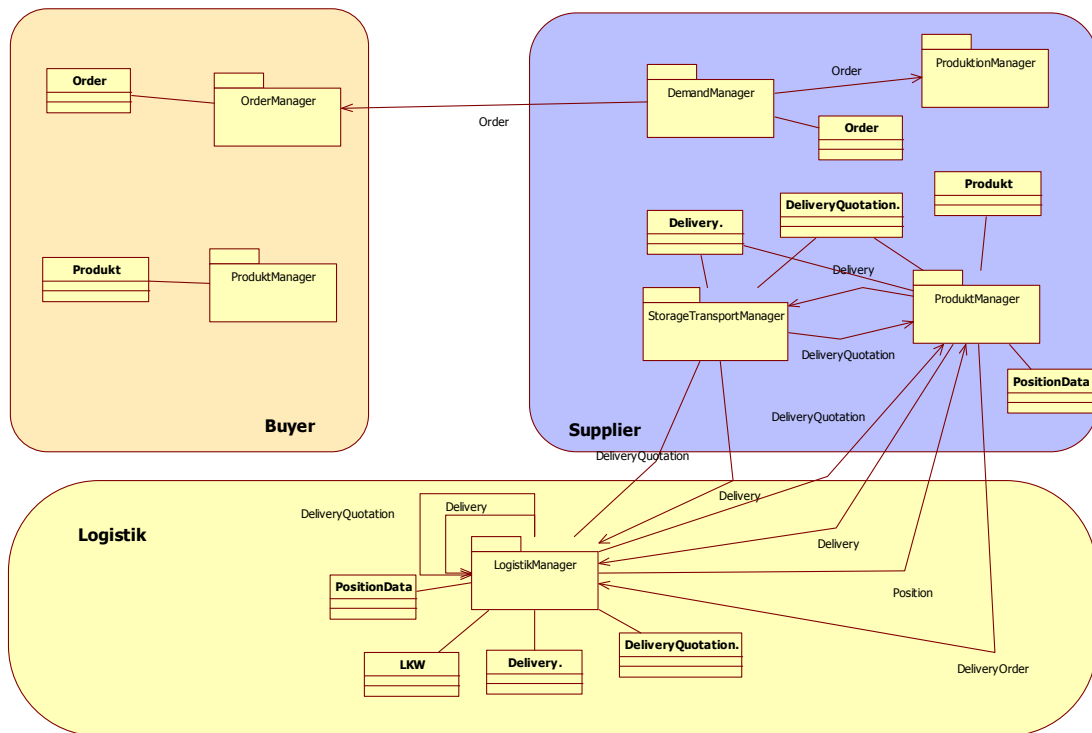 Order
OrderManager
Order
Produkt
ProduktManager
Buyer
DemandManager
Order
ProduktionManager
Order
Delivery.
DeliveryQuotation.
Produkt
Delivery
StorageTransportManager
ProduktManager
DeliveryQuotation
PositionData
DeliveryQuotation
Supplier
DeliveryQuotation
Logistik
DeliveryQuotation
Delivery
Delivery
Delivery
LogistikManager
PositionData
Position
LKW
Delivery.
DeliveryQuotation.
DeliveryOrder